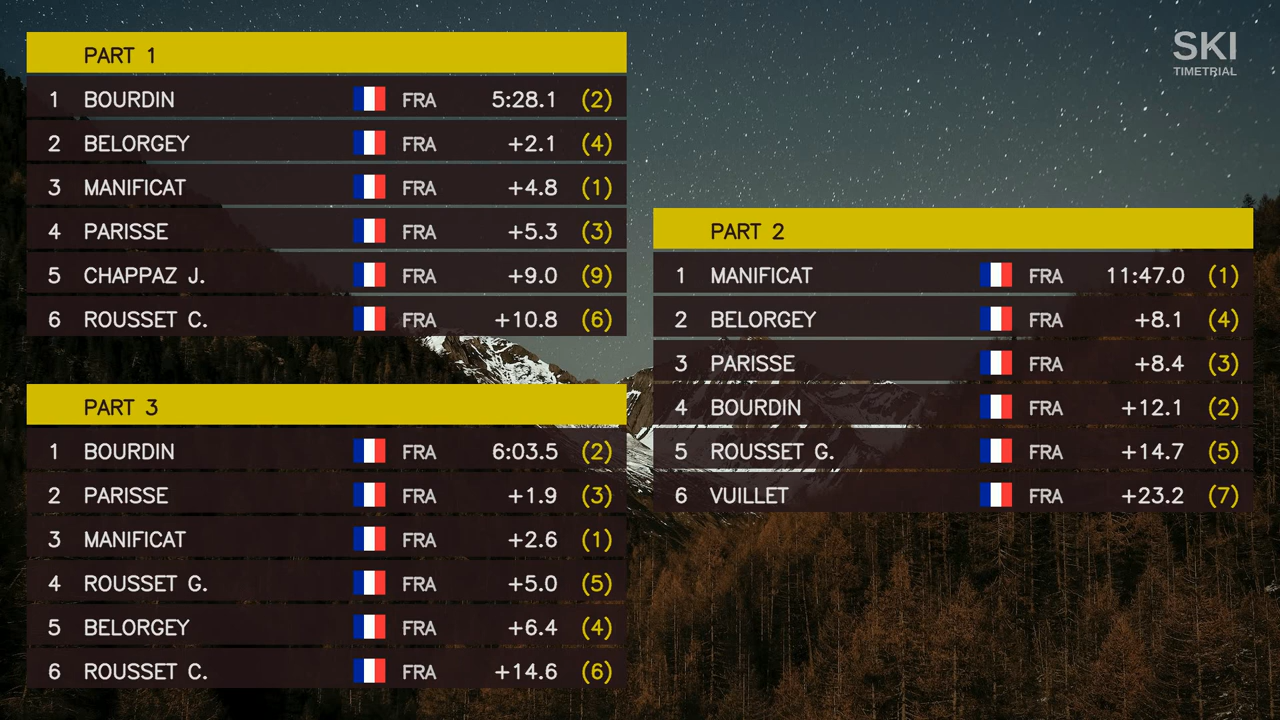 SKI
TIMETRIAL
PART 1
1 BOURDIN FRA 5:28.1 (2)
2 BELORGEY FRA +2.1 (4)
3 MANIFICAT FRA +4.8 (1)
4 PARISSE FRA +5.3 (3)
5 CHAPPAZ J. FRA +9.0 (9)
6 ROUSSET C. FRA +10.8 (6)
PART 2
1 MANIFICAT FRA 11:47.0 (1)
2 BELORGEY FRA +8.1 (4)
3 PARISSE FRA +8.4 (3)
4 BOURDIN FRA +12.1 (2)
5 ROUSSET G. FRA +14.7 (5)
6 VUILLET FRA +23.2 (7)
PART 3
1 BOURDIN FRA 6:03.5 (2)
2 PARISSE FRA +1.9 (3)
3 MANIFICAT FRA +2.6 (1)
4 ROUSSET G. FRA +5.0 (5)
5 BELORGEY FRA +6.4 (4)
6 ROUSSET C. FRA +14.6 (6)